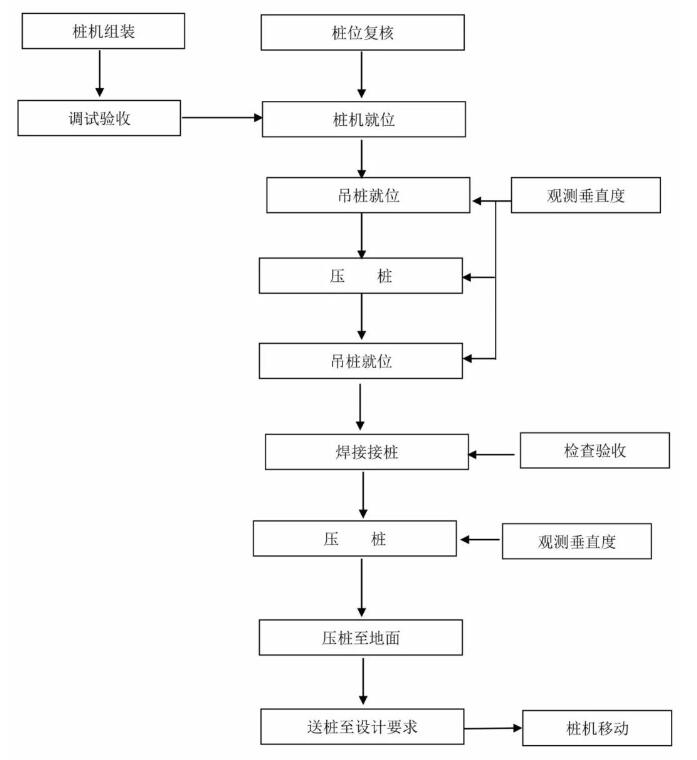 桩机组装
桩位复核
调试验收
桩机就位
吊桩就位
观测垂直度
压 桩
吊桩就位
焊接接桩
检查验收
压 桩
观测垂直度
压桩至地面
送桩至设计要求
桩机移动